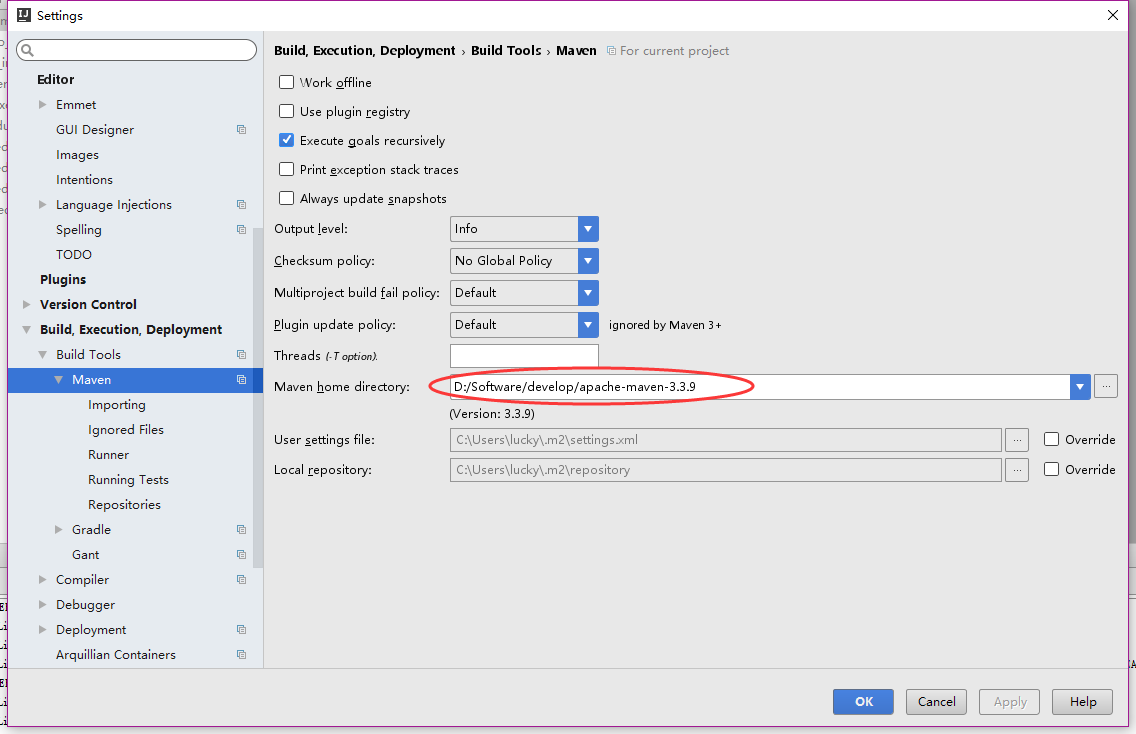 Settings
Editor
Emmet
GUI Designer
Images
Intentions
Language Injections
Spelling
TODO
Plugins
Version Control
Build, Execution, Deployment
Build Tools
Maven
Importing
Ignored Files
Runner
Running Tests
Repositories
Gradle
Gant
Compiler
Debugger
Deployment
Arquillian Containers
Build, Execution, Deployment › Build Tools › Maven For current project
Work offline
Use plugin registry
Execute goals recursively
Print exception stack traces
Always update snapshots
Output level: Info
Checksum policy: No Global Policy
Multiproject build fail policy: Default
Plugin update policy: Default ignored by Maven 3+
Threads (-T option).
Maven home directory: D:/Software/develop/apache-maven-3.3.9 ...
(Version: 3.3.9)
User settings file: C:\Users\lucky\.m2\settings.xml ... Override
Local repository: C:\Users\lucky\.m2\repository ... Override
OK Cancel Apply Help